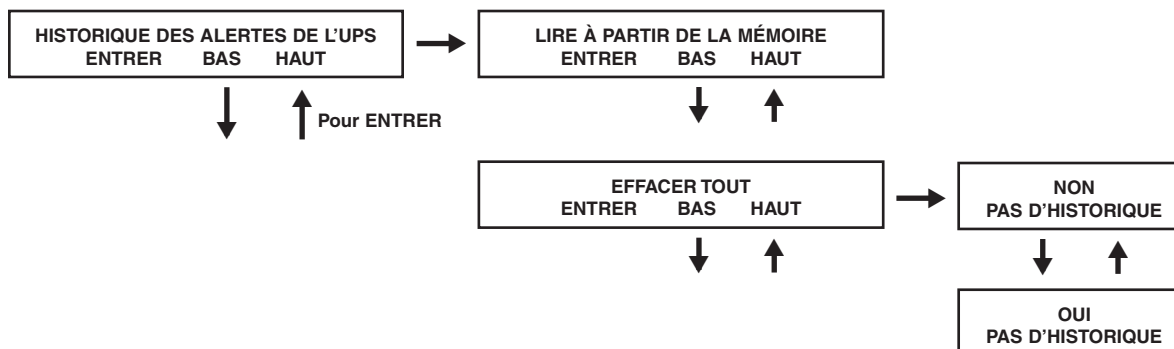 HISTORIQUE DES ALERTES DE L'UPS
ENTRER BAS HAUT
LIRE À PARTIR DE LA MÉMOIRE
ENTRER BAS HAUT
Pour ENTRER
EFFACER TOUT
ENTRER BAS HAUT
NON
PAS D'HISTORIQUE
OUI
PAS D'HISTORIQUE